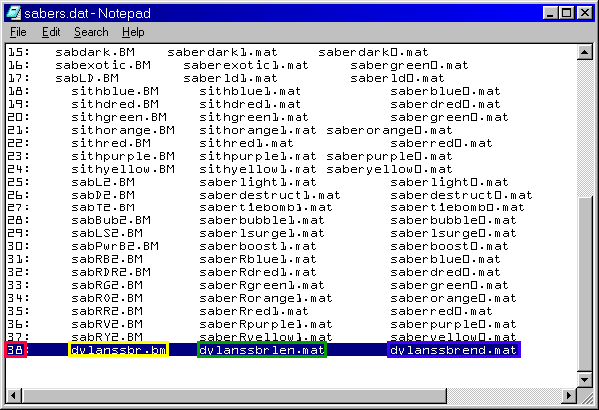 sabers.dat - Notepad
File Edit Search Help
15: sabdark.BM saberdark1.mat saberdark0.mat
16: sabexotic.BM saberexotic1.mat sabergreen0.mat
17: sabLD.BM saberld1.mat saberld0.mat
18: sithblue.BM sithblue1.mat saberblue0.mat
19: sithdred.BM sithdred1.mat saberdred0.mat
20: sithgreen.BM sithgreen1.mat sabergreen0.mat
21: sithorange.BM sithorange1.mat saberorange0.mat
22: sithred.BM sithred1.mat saberred0.mat
23: sithpurple.BM sithpurple1.mat saberpurple0.mat
24: sithyellow.BM sithyellow1.mat saberyellow0.mat
25: sabL2.BM saberlight1.mat saberlight0.mat
26: sabD2.BM saberdestruct1.mat saberdestruct0.mat
27: sabT2.BM sabertiebomb1.mat sabertiebomb0.mat
28: sabBub2.BM saberbubble1.mat saberbubble0.mat
29: sabLS2.BM saberlsurge1.mat saberlsurge0.mat
30: sabPwrB2.BM saberboost1.mat saberboost0.mat
31: sabRB2.BM saberRblue1.mat saberblue0.mat
32: sabRDR2.BM saberRdred1.mat saberdred0.mat
33: sabRG2.BM saberRgreen1.mat sabergreen0.mat
34: sabRO2.BM saberRorange1.mat saberorange0.mat
35: sabRR2.BM saberRred1.mat saberred0.mat
36: sabRV2.BM saberRpurple1.mat saberpurple0.mat
37: sabRY2.BM saberRyellow1.mat saberyellow0.mat
38: dylanssbr.bm dylanssbrlen.mat dylanssbrend.mat